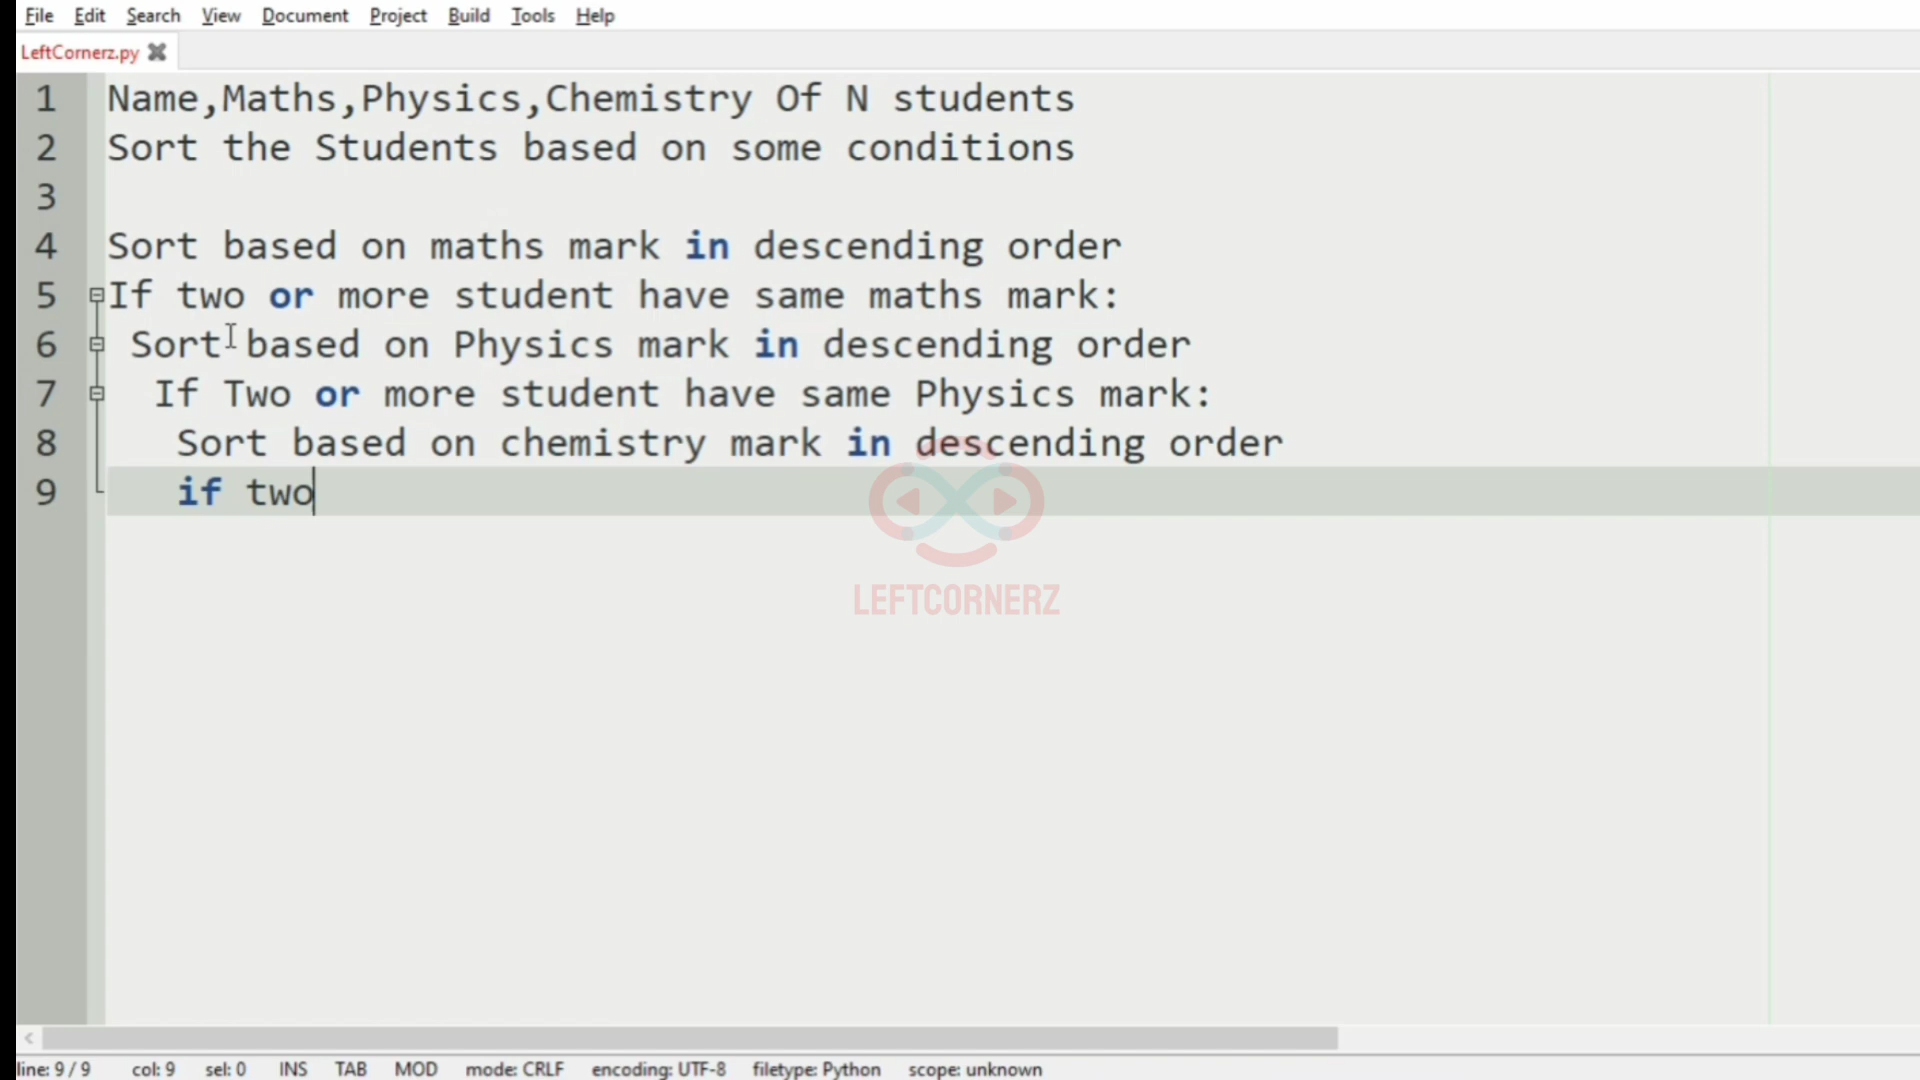 File Edit Search View Document Project Build Tools Help
LeftCornerz.py
1 Name,Maths,Physics,Chemistry Of N students
2 Sort the Students based on some conditions
3
4 Sort based on maths mark in descending order
5 If two or more student have same maths mark:
6 Sort based on Physics mark in descending order
7 If Two or more student have same Physics mark:
8 Sort based on chemistry mark in descending order
9 if two
LEFTCORNERZ
line: 9 / 9 col: 9 sel: 0 INS TAB MOD mode: CRLF encoding: UTF-8 filetype: Python scope: unknown